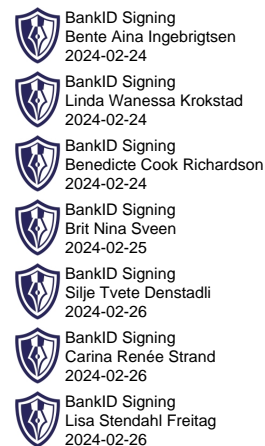 BankID Signing
Bente Aina Ingebrigtsen
2024-02-24
BankID Signing
Linda Wanessa Krokstad
2024-02-24
BankID Signing
Benedicte Cook Richardson
2024-02-24
BankID Signing
Brit Nina Sveen
2024-02-25
BankID Signing
Silje Tvete Denstadli
2024-02-26
BankID Signing
Carina Renée Strand
2024-02-26
BankID Signing
Lisa Stendahl Freitag
2024-02-26